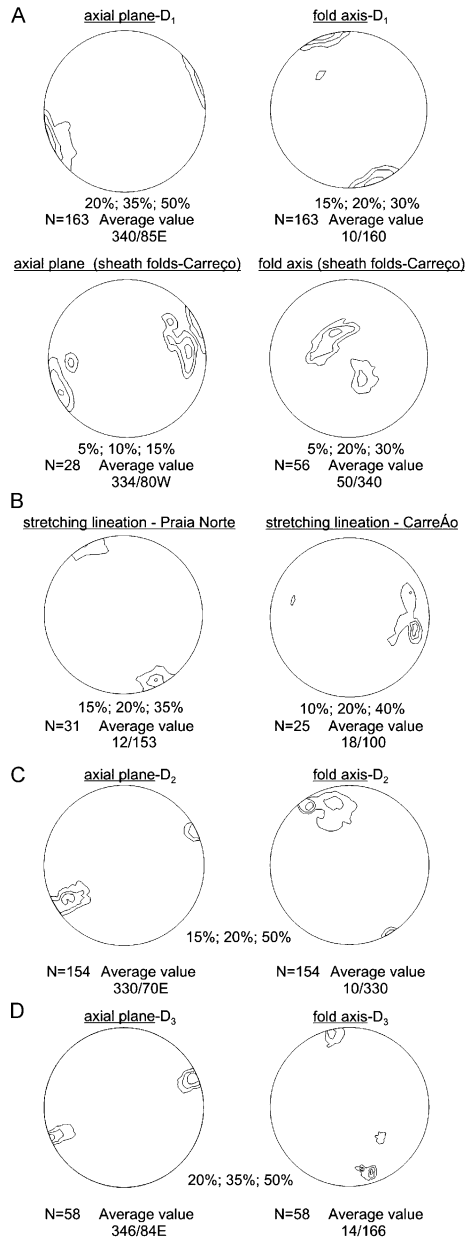 A
axial plane-D1 fold axis-D1
20%; 35%; 50% 15%; 20%; 30%
N=163 Average value N=163 Average value
340/85E 10/160
axial plane (sheath folds-Carreço) fold axis (sheath folds-Carreço)
5%; 10%; 15% 5%; 20%; 30%
N=28 Average value N=56 Average value
334/80W 50/340
B
stretching lineation - Praia Norte stretching lineation - CarreÁo
15%; 20%; 35% 10%; 20%; 40%
N=31 Average value N=25 Average value
12/153 18/100
C
axial plane-D2 fold axis-D2
15%; 20%; 50%
N=154 Average value N=154 Average value
330/70E 10/330
D
axial plane-D3 fold axis-D3
20%; 35%; 50%
N=58 Average value N=58 Average value
346/84E 14/166